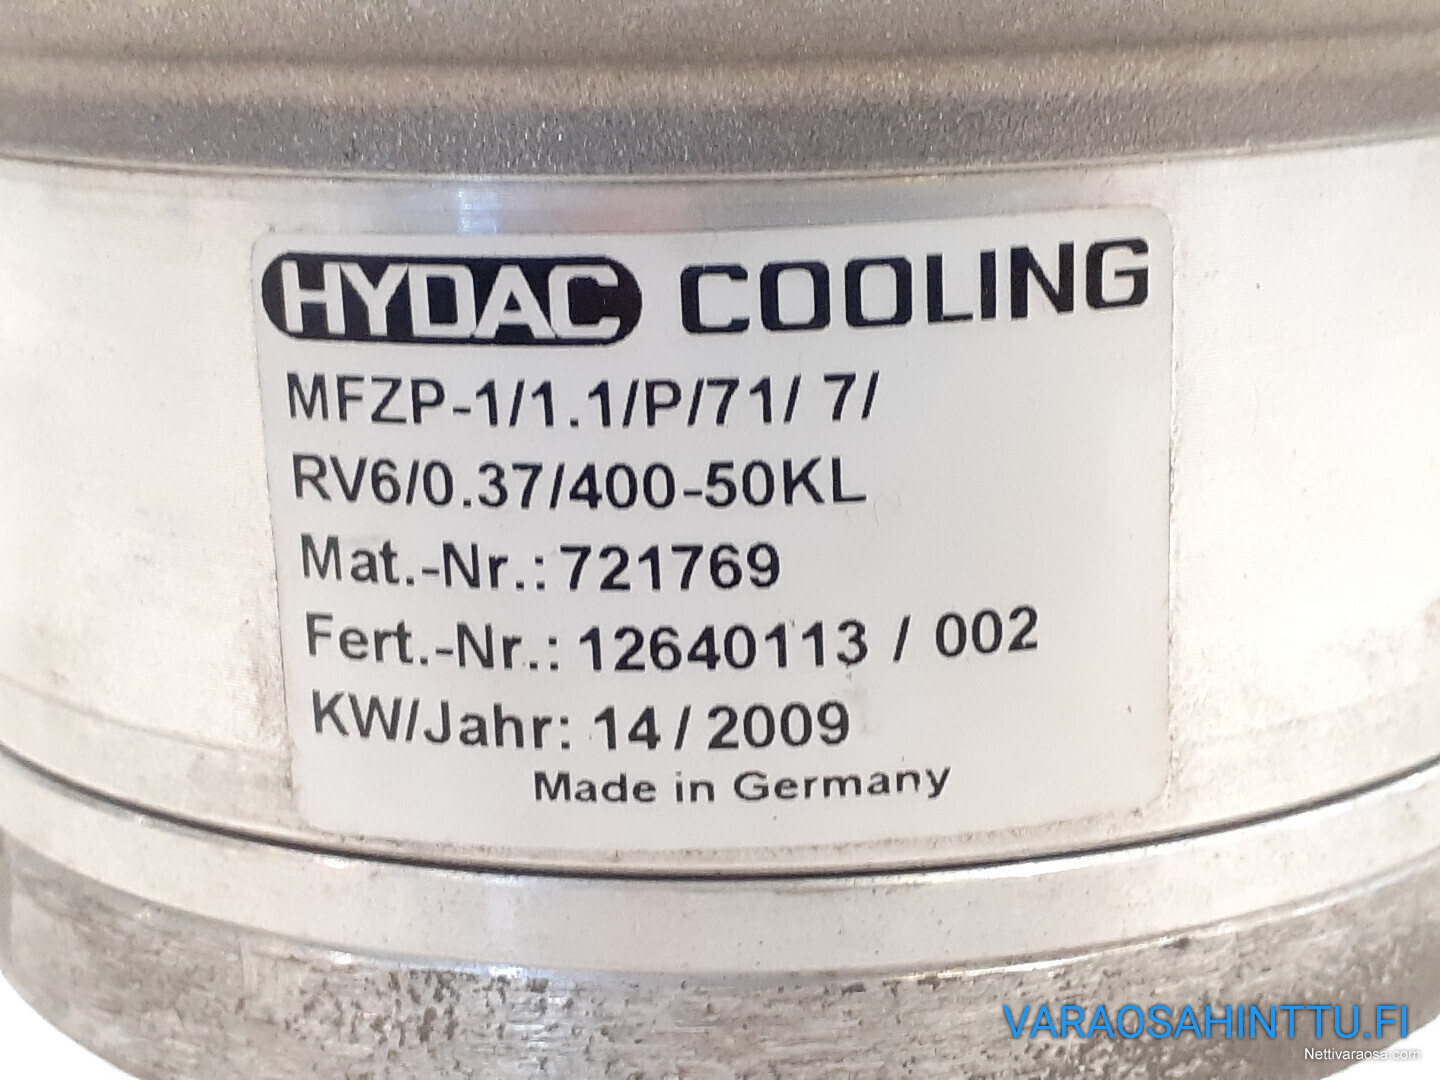 HYDAC COOLING
MFZP-1/1.1/P/71/ 7/
RV6/0.37/400-50KL
Mat.-Nr.: 721769
Fert.-Nr.: 12640113 / 002
KW/Jahr: 14 / 2009
Made in Germany
VARAOSAHINTTU.FI
Nettivaraosa.com